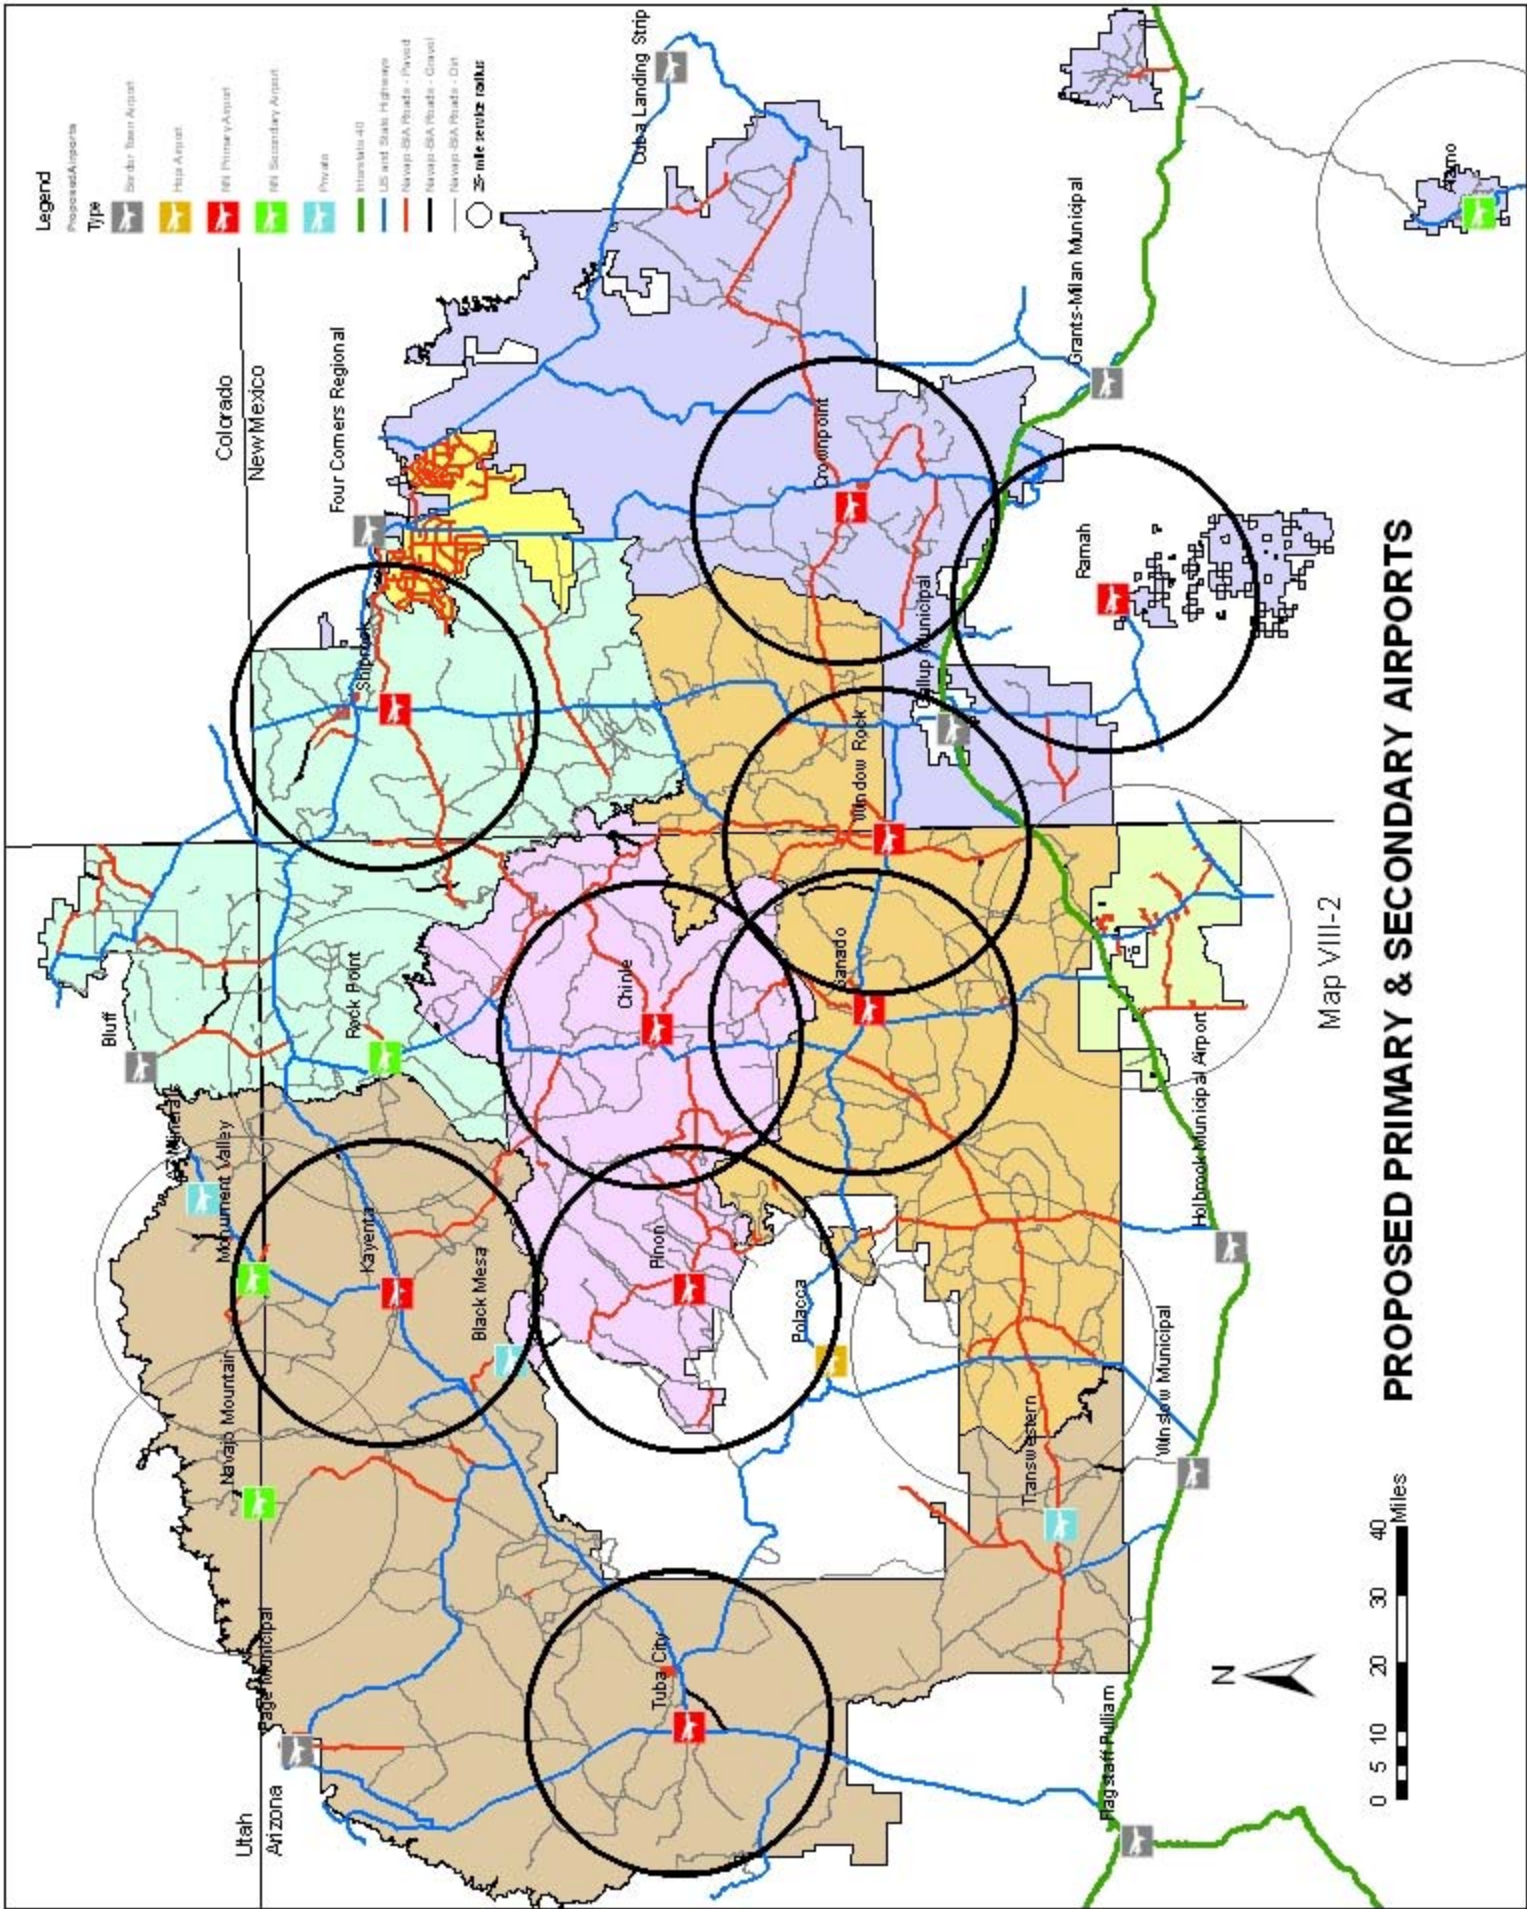 Legend
Proposed Airports
Type
Border Town Airport
Hopi Airport
NN Primary Airport
NN Secondary Airport
Private
Interstate 40
US and State Highways
Navajo-BIA Roads - Paved
Navajo-BIA Roads - Gravel
Navajo-BIA Roads - Dirt
25-mile service radius
Utah
Arizona
Colorado
New Mexico
Page Municipal
Navajo Mountain
Monument Valley
AZ Minerals
Bluff
Rock Point
Kayenta
Black Mesa
Shiprock
Four Corners Regional
Cuba Landing Strip
Tuba City
Pinon
Chinle
Polacca
Ganado
Window Rock
Gallup Municipal
Crownpoint
Grants-Milan Municipal
Ramah
Alamo
Transwestern
Flagstaff Pulliam
Winslow Municipal
Holbrook Municipal Airport
N
0 5 10 20 30 40
Miles
Map VIII-2
PROPOSED PRIMARY & SECONDARY AIRPORTS